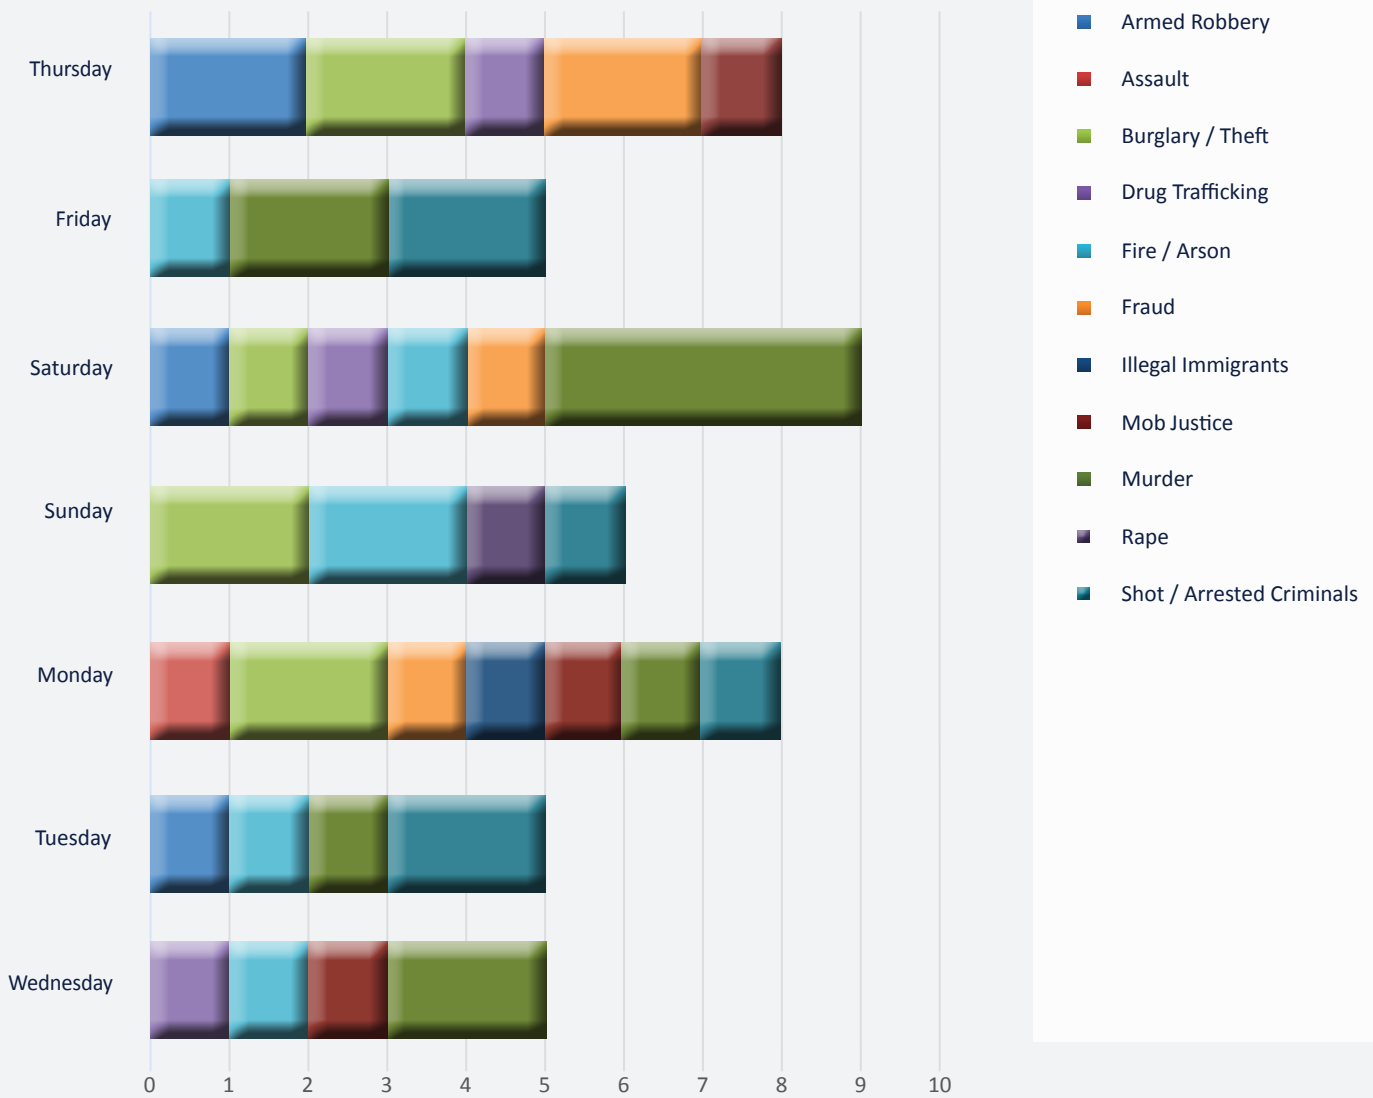 Thursday
Friday
Saturday
Sunday
Monday
Tuesday
Wednesday
0 1 2 3 4 5 6 7 8 9 10
Armed Robbery
Assault
Burglary / Theft
Drug Trafficking
Fire / Arson
Fraud
Illegal Immigrants
Mob Justice
Murder
Rape
Shot / Arrested Criminals